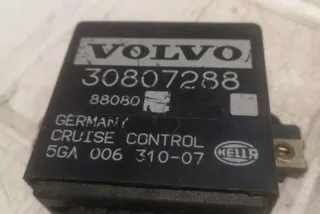 VOLVO
30807288
88080
GERMANY
CRUISE CONTROL
5GA 006 310-07
HELLA